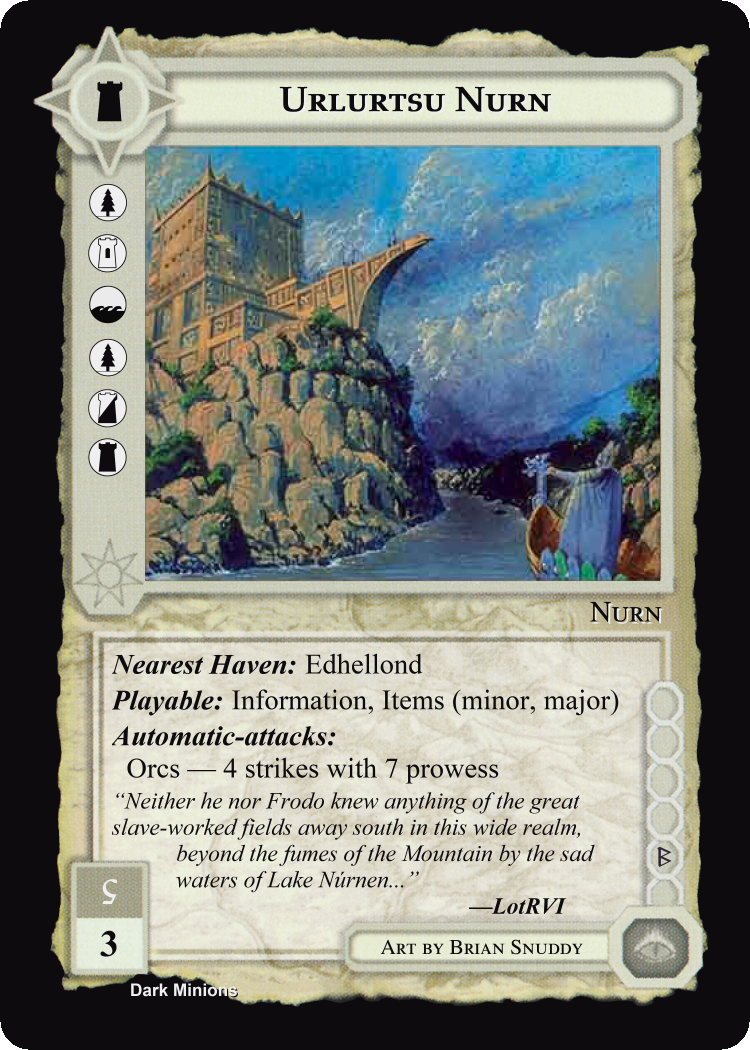 Urlurtsu Nurn
Nurn
Nearest Haven: Edhellond
Playable: Information, Items (minor, major)
Automatic-attacks:
Orcs — 4 strikes with 7 prowess
“Neither he nor Frodo knew anything of the great
slave-worked fields away south in this wide realm,
beyond the fumes of the Mountain by the sad
waters of Lake Núrnen...”
—LotRVI
3
Art by Brian Snuddy
Dark Minions